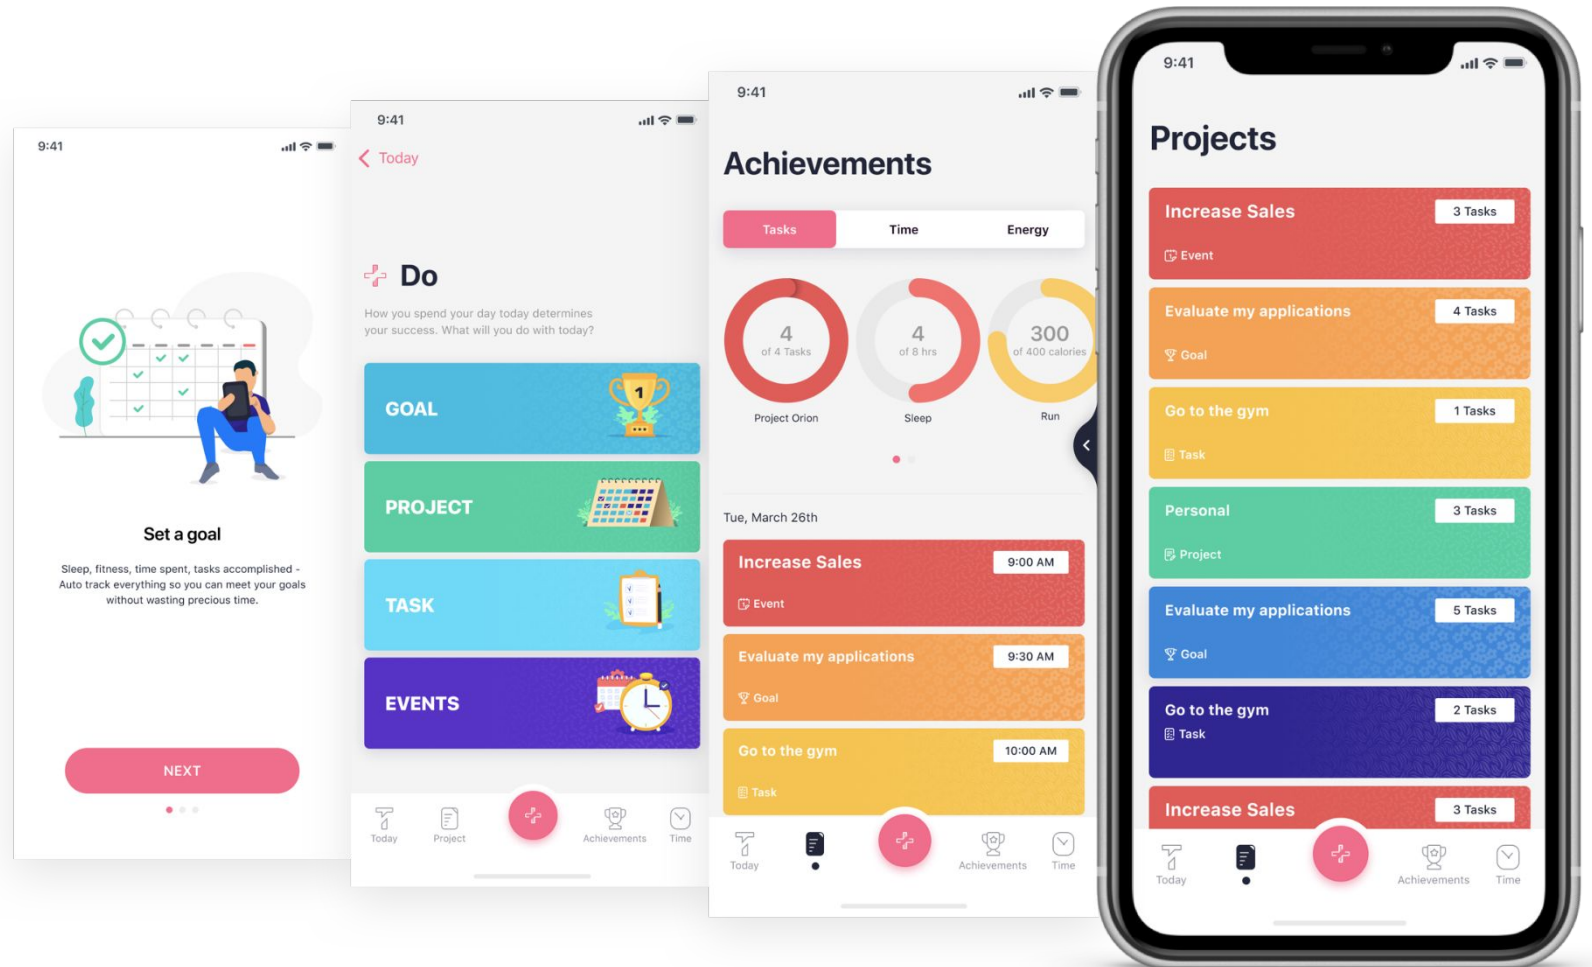 9:41
Set a goal
Sleep, fitness, time spent, tasks accomplished -
Auto track everything so you can meet your goals
without wasting precious time.
NEXT
9:41
Today
Do
How you spend your day today determines
your success. What will you do with today?
GOAL
1
PROJECT
TASK
EVENTS
Today
Project
Achievements
Time
9:41
Achievements
Tasks
Time
Energy
4
of 4 Tasks
Project Orion
4
of 8 hrs
Sleep
300
of 400 calories
Run
Tue, March 26th
Increase Sales
9:00 AM
Event
Evaluate my applications
9:30 AM
Goal
Go to the gym
10:00 AM
Task
Today
Achievements
Time
9:41
Projects
Increase Sales
3 Tasks
Event
Evaluate my applications
4 Tasks
Goal
Go to the gym
1 Tasks
Task
Personal
3 Tasks
Project
Evaluate my applications
5 Tasks
Goal
Go to the gym
2 Tasks
Task
Increase Sales
3 Tasks
Today
Achievements
Time